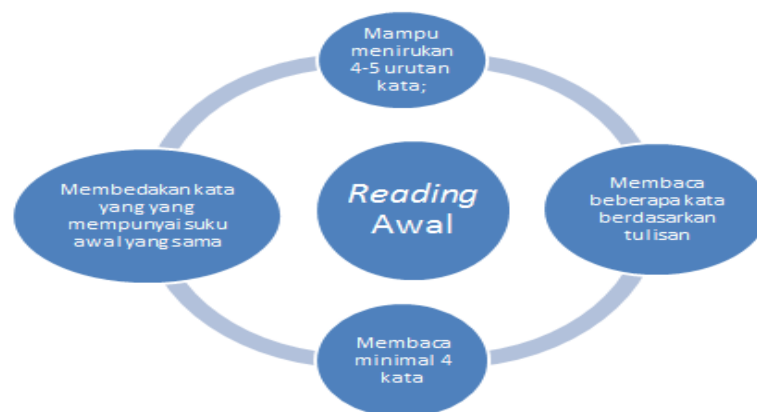 Mampu
menirukan
4-5 urutan
kata;
Membedakan kata
yang yang
mempunyai suku
awal yang sama
Reading
Awal
Membaca
beberapa kata
berdasarkan
tulisan
Membaca
minimal 4
kata